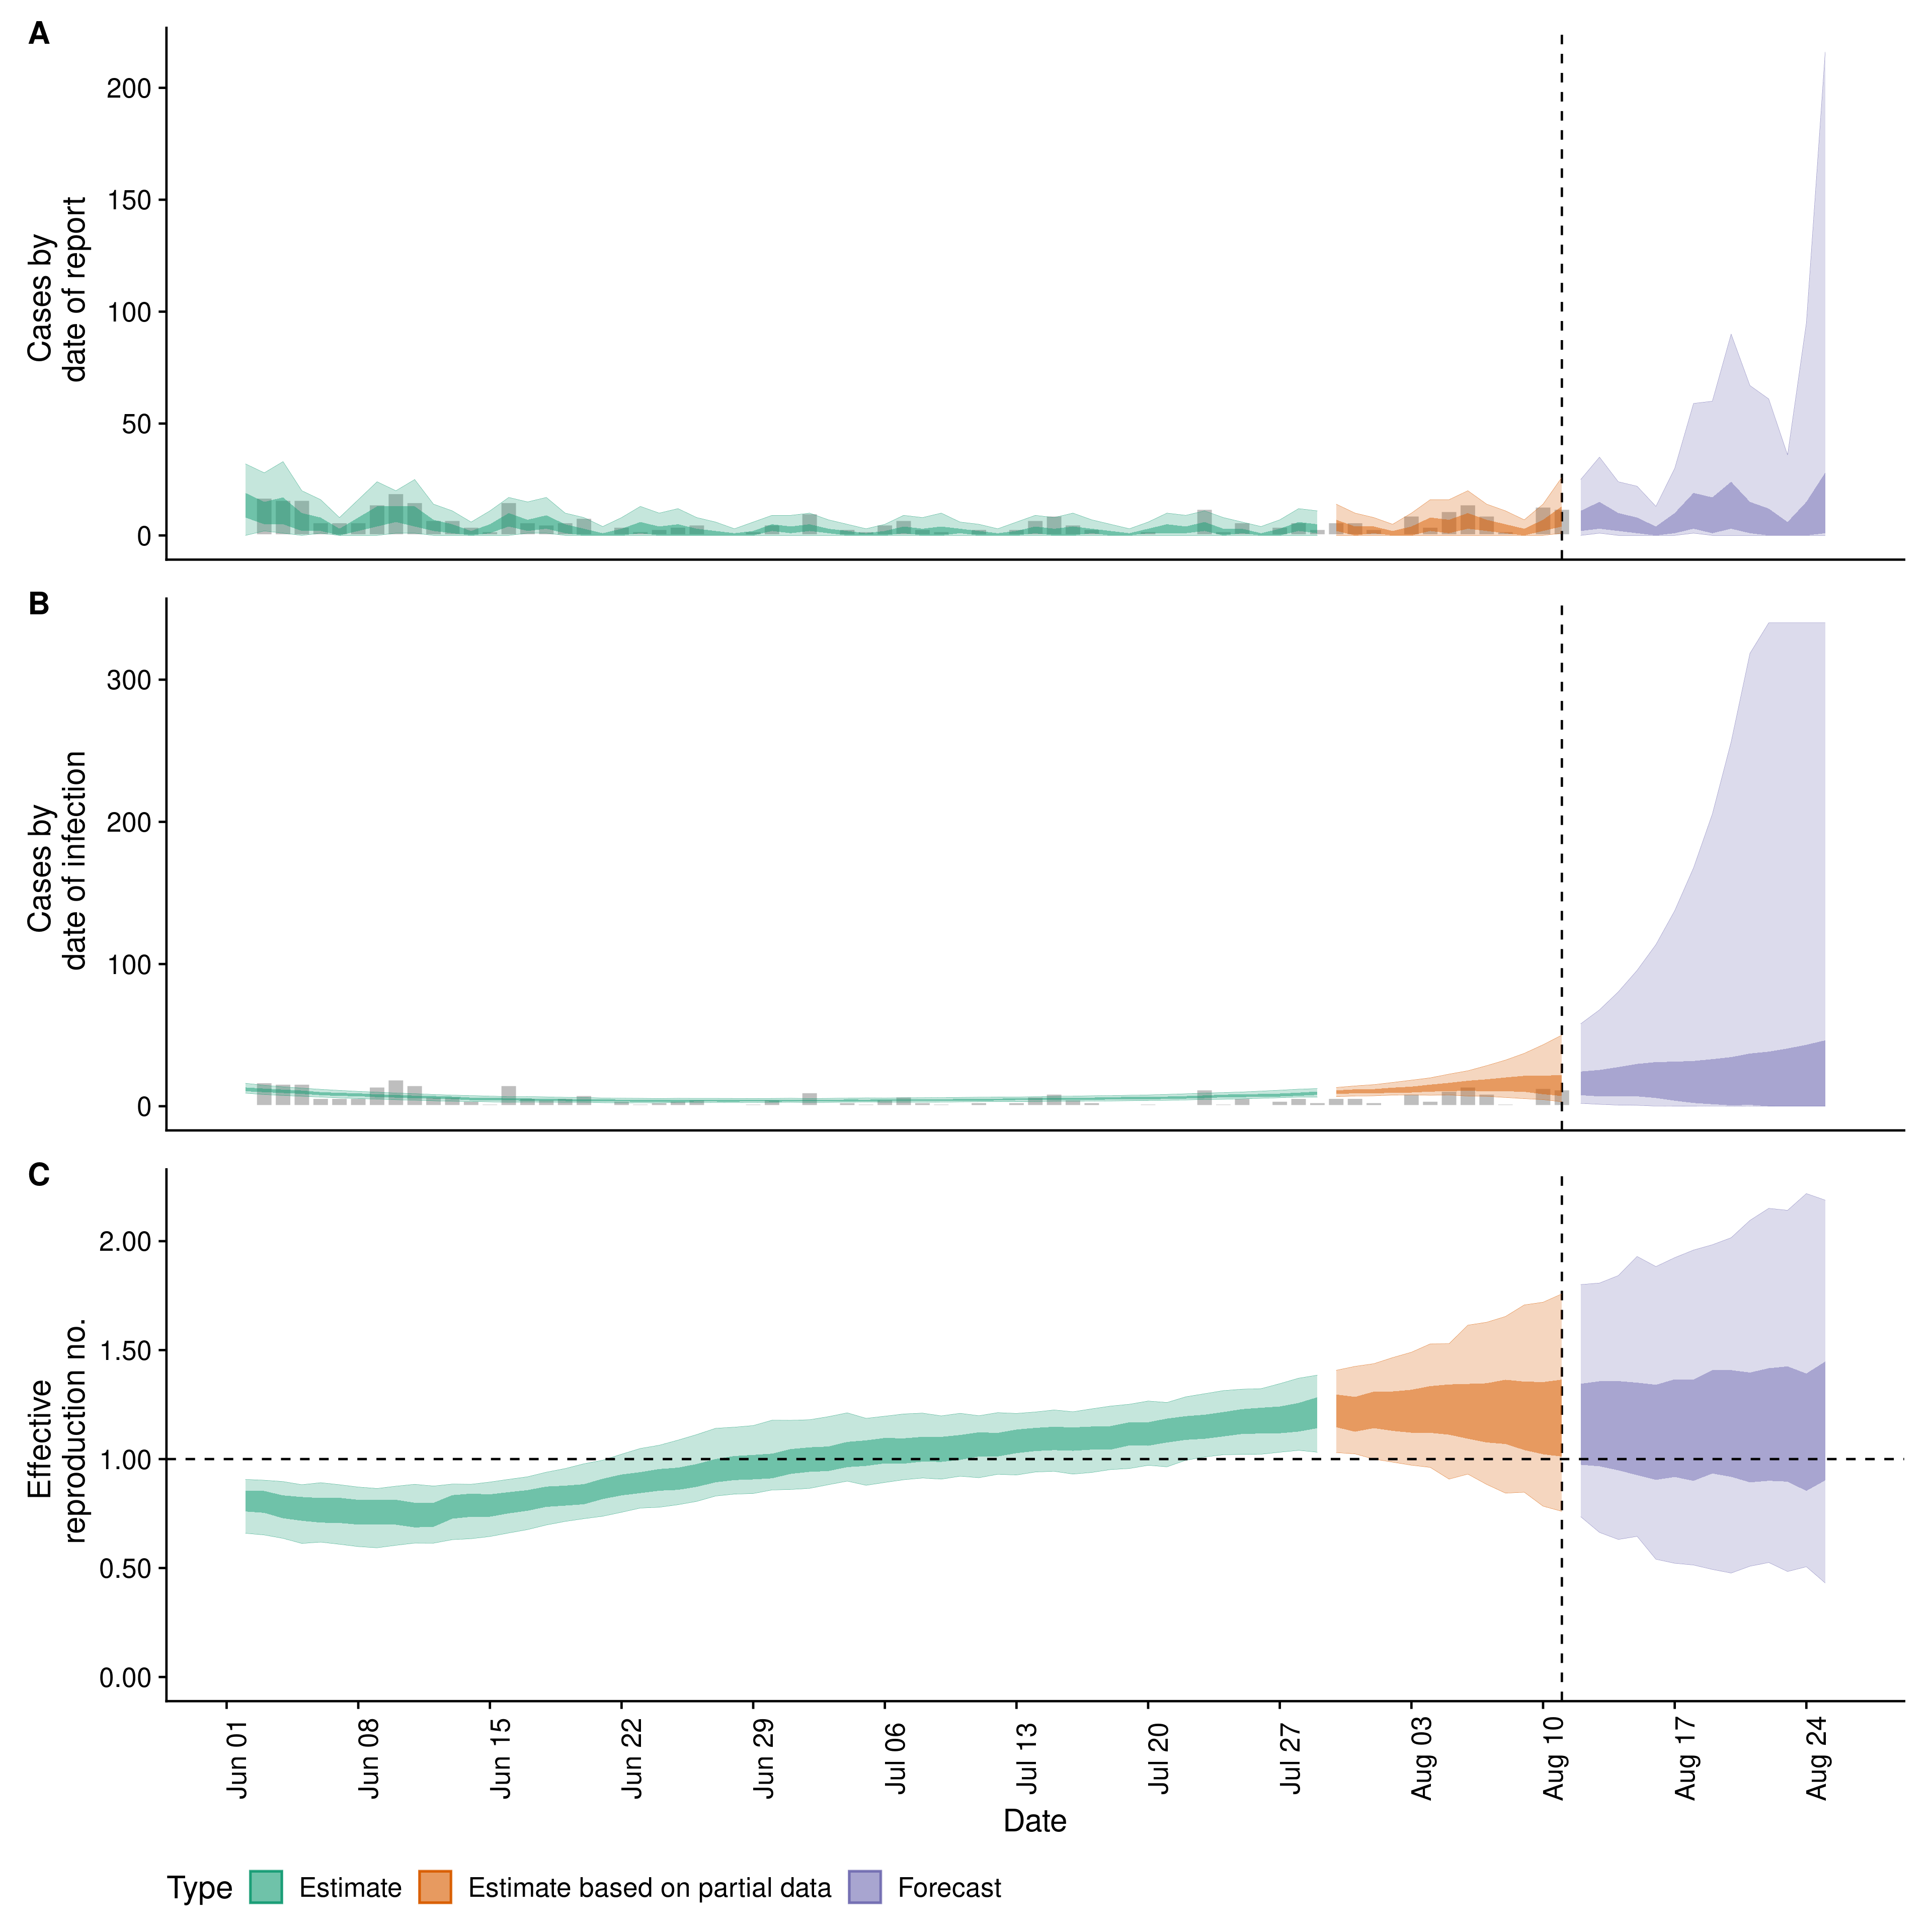 A
Cases by
date of report
200
150
100
50
0
B
Cases by
date of infection
300
200
100
0
C
Effective
reproduction no.
2.00
1.50
1.00
0.50
0.00
Jun 01
Jun 08
Jun 15
Jun 22
Jun 29
Jul 06
Jul 13
Jul 20
Jul 27
Aug 03
Aug 10
Aug 17
Aug 24
Date
Type Estimate Estimate based on partial data Forecast